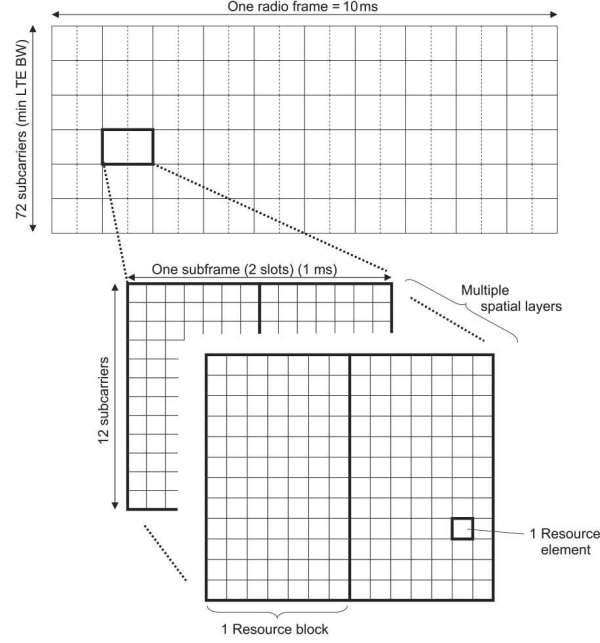 One radio frame = 10 ms
72 subcarriers (min LTE BW)
One subframe (2 slots) (1 ms)
Multiple
spatial layers
12 subcarriers
1 Resource
element
1 Resource block